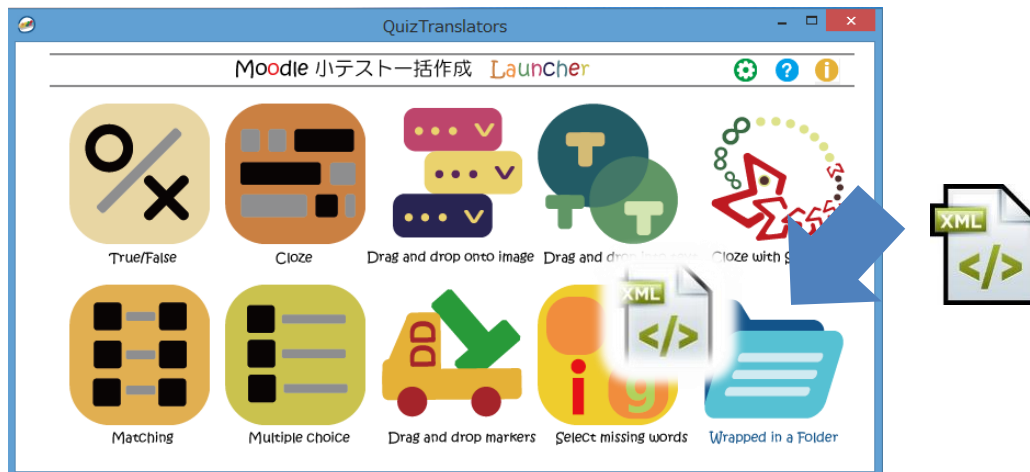 QuizTranslators
Moodle 小テスト一括作成 Launcher
True/False
Cloze
Drag and drop onto image
Drag and drop
Cloze with
XML
</>
XML
</>
DD
Matching
Multiple choice
Drag and drop markers
Select missing words
Wrapped in a Folder